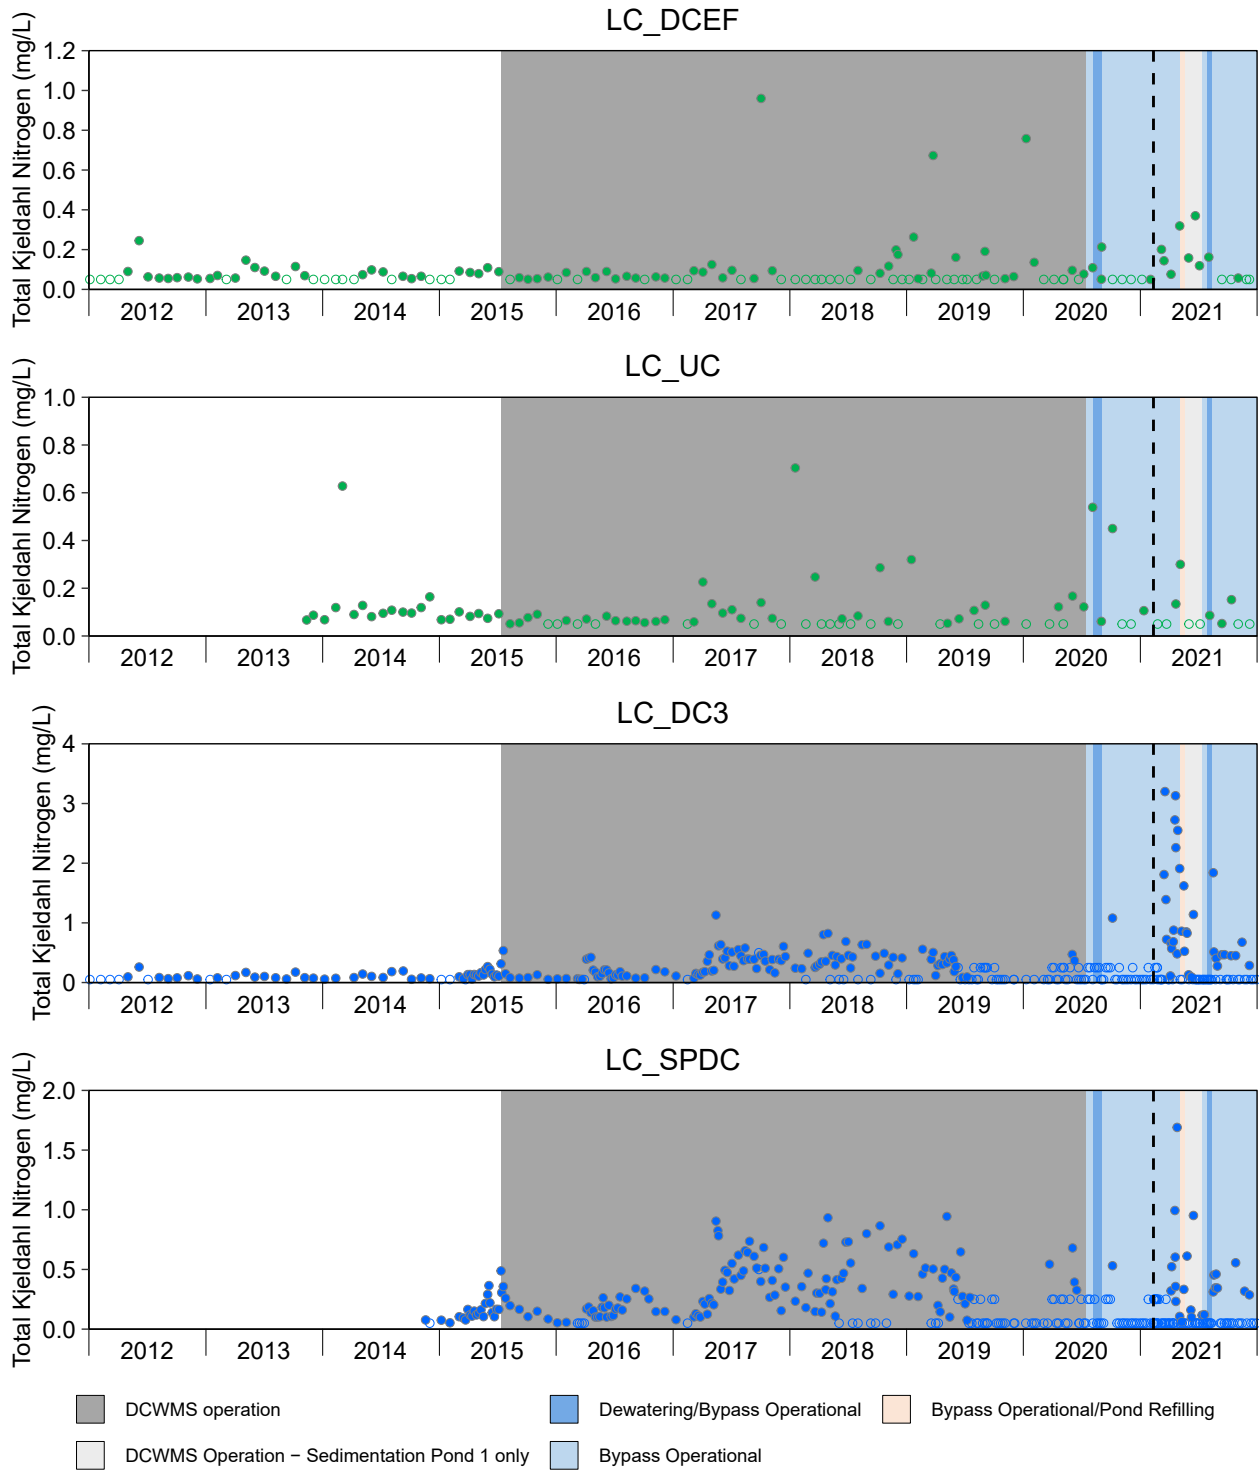 LC_DCEF
Total Kjeldahl Nitrogen (mg/L)
1.2
1.0
0.8
0.6
0.4
0.2
0.0
2012 2013 2014 2015 2016 2017 2018 2019 2020 2021
LC_UC
Total Kjeldahl Nitrogen (mg/L)
1.0
0.8
0.6
0.4
0.2
0.0
2012 2013 2014 2015 2016 2017 2018 2019 2020 2021
LC_DC3
Total Kjeldahl Nitrogen (mg/L)
4
3
2
1
0
2012 2013 2014 2015 2016 2017 2018 2019 2020 2021
LC_SPDC
Total Kjeldahl Nitrogen (mg/L)
2.0
1.5
1.0
0.5
0.0
2012 2013 2014 2015 2016 2017 2018 2019 2020 2021
DCWMS operation
Dewatering/Bypass Operational
Bypass Operational/Pond Refilling
DCWMS Operation − Sedimentation Pond 1 only
Bypass Operational